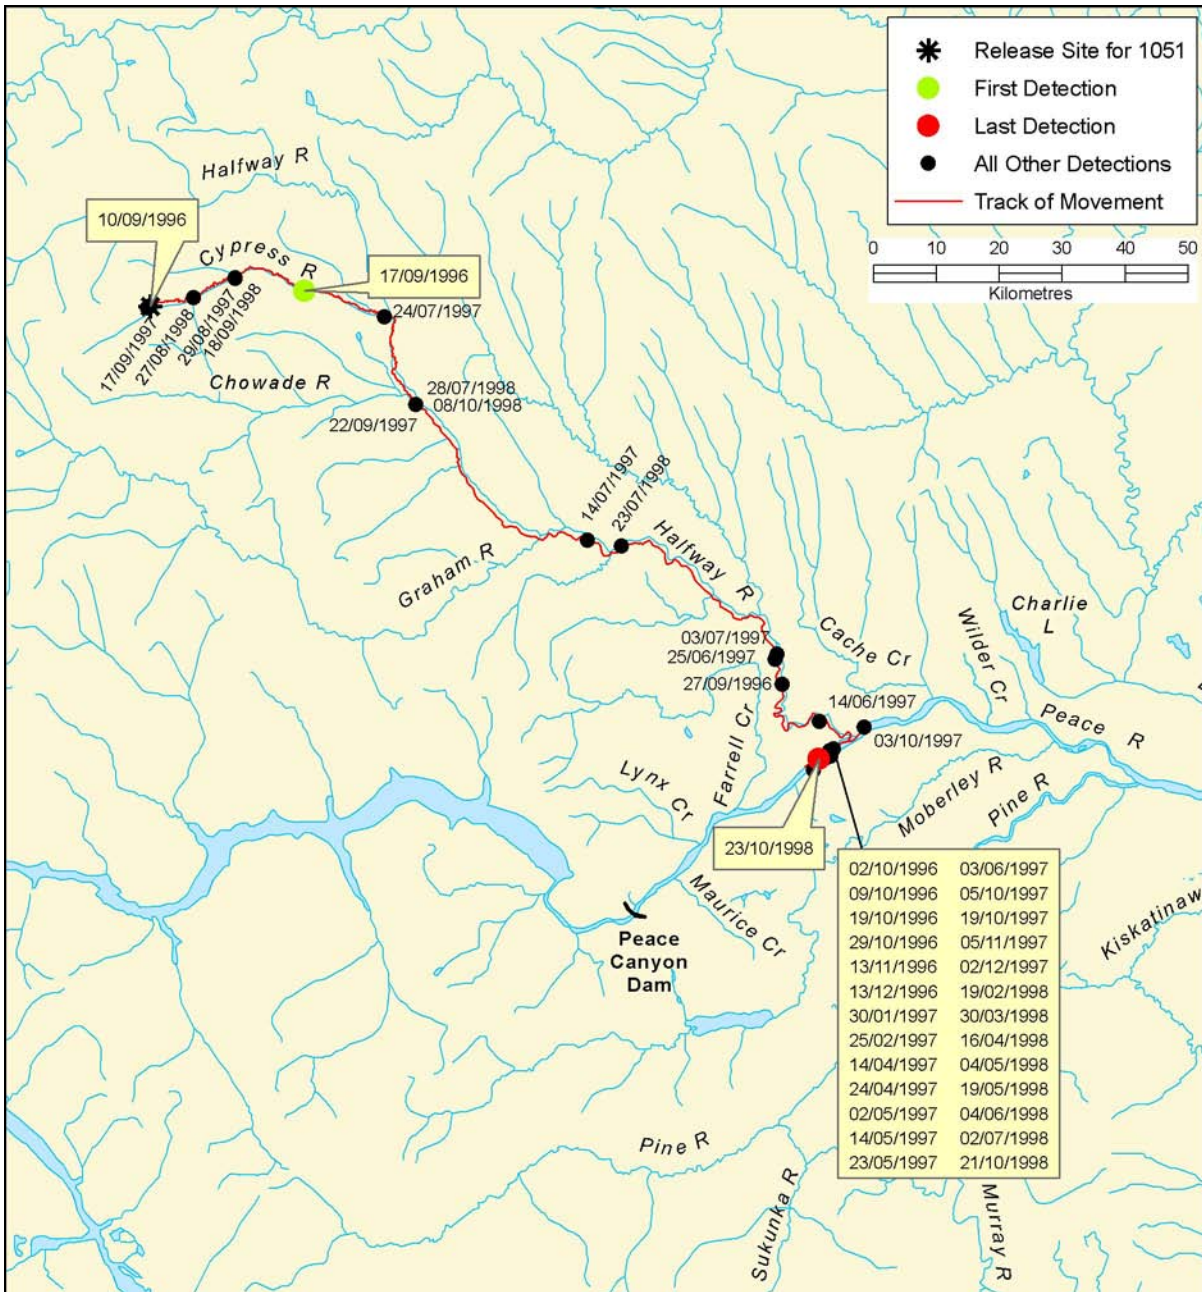 Release Site for 1051
First Detection
Last Detection
All Other Detections
Track of Movement
0 10 20 30 40 50
Kilometres
Halfway R
10/09/1996
Cypress R
17/09/1996
24/07/1997
17/09/1997
27/08/1998
29/08/1997
18/09/1998
Chowade R
28/07/1998
08/10/1998
22/09/1997
14/07/1997
23/07/1998
Halfway R
Graham R
Charlie
L
Wilder Cr
Cache Cr
03/07/1997
25/06/1997
27/09/1996
14/06/1997
03/10/1997
Peace R
Farrell Cr
Lynx Cr
Moberley R
Pine R
23/10/1998
Maurice Cr
Kiskatinaw
Peace
Canyon
Dam
02/10/1996 03/06/1997
09/10/1996 05/10/1997
19/10/1996 19/10/1997
29/10/1996 05/11/1997
13/11/1996 02/12/1997
13/12/1996 19/02/1998
30/01/1997 30/03/1998
25/02/1997 16/04/1998
14/04/1997 04/05/1998
24/04/1997 19/05/1998
02/05/1997 04/06/1998
14/05/1997 02/07/1998
23/05/1997 21/10/1998
Pine R
Sukunka R
Murray R